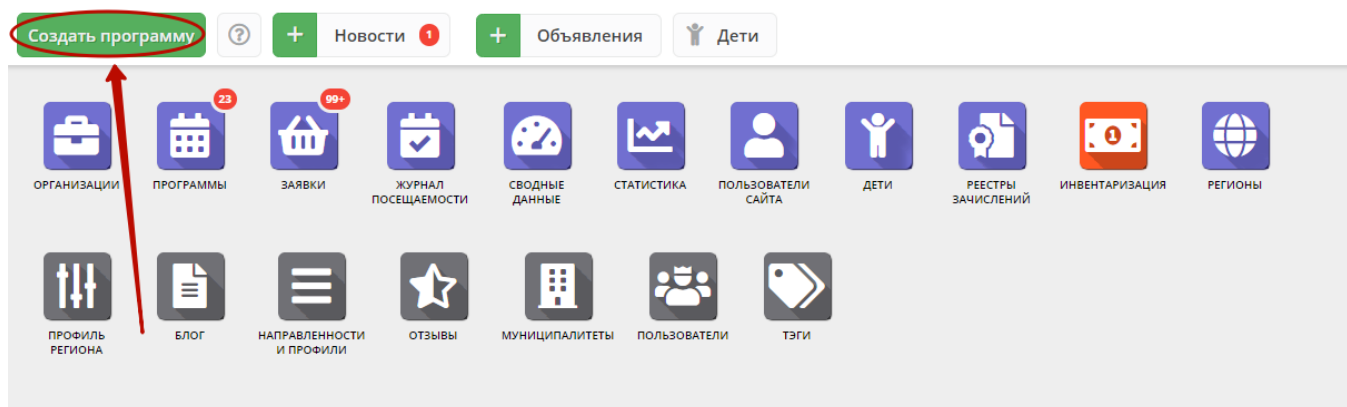 Создать программу
?
+ Новости 1
+ Объявления
Дети
23
99+
1
ОРГАНИЗАЦИИ
ПРОГРАММЫ
ЗАЯВКИ
ЖУРНАЛ
ПОСЕЩАЕМОСТИ
СВОДНЫЕ
ДАННЫЕ
СТАТИСТИКА
ПОЛЬЗОВАТЕЛИ
САЙТА
ДЕТИ
РЕЕСТРЫ
ЗАЧИСЛЕНИЙ
ИНВЕНТАРИЗАЦИЯ
РЕГИОНЫ
ПРОФИЛЬ
РЕГИОНА
БЛОГ
НАПРАВЛЕННОСТИ
И ПРОФИЛИ
ОТЗЫВЫ
МУНИЦИПАЛИТЕТЫ
ПОЛЬЗОВАТЕЛИ
ТЭГИ